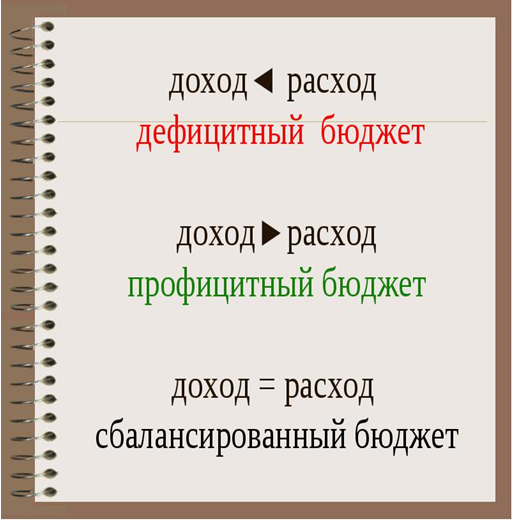 доход◀ расход
дефицитный бюджет
доход▶расход
профицитный бюджет
доход = расход
сбалансированный бюджет